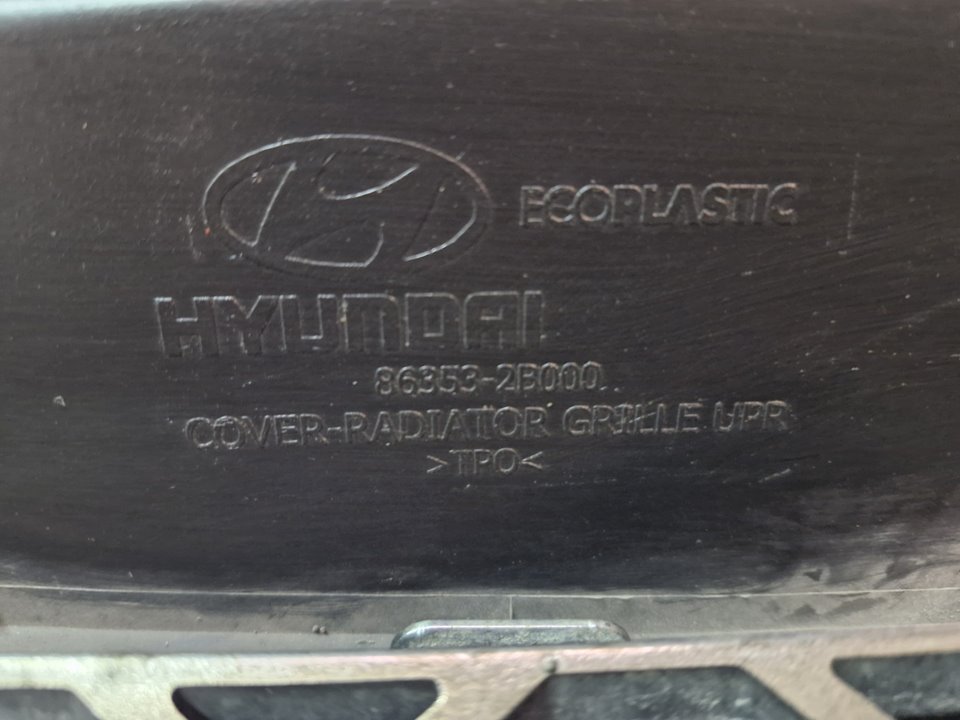 ECOPLASTIC
HYUNDAI
86353-2B000
COVER-RADIATOR GRILLE UPR
>TPO<